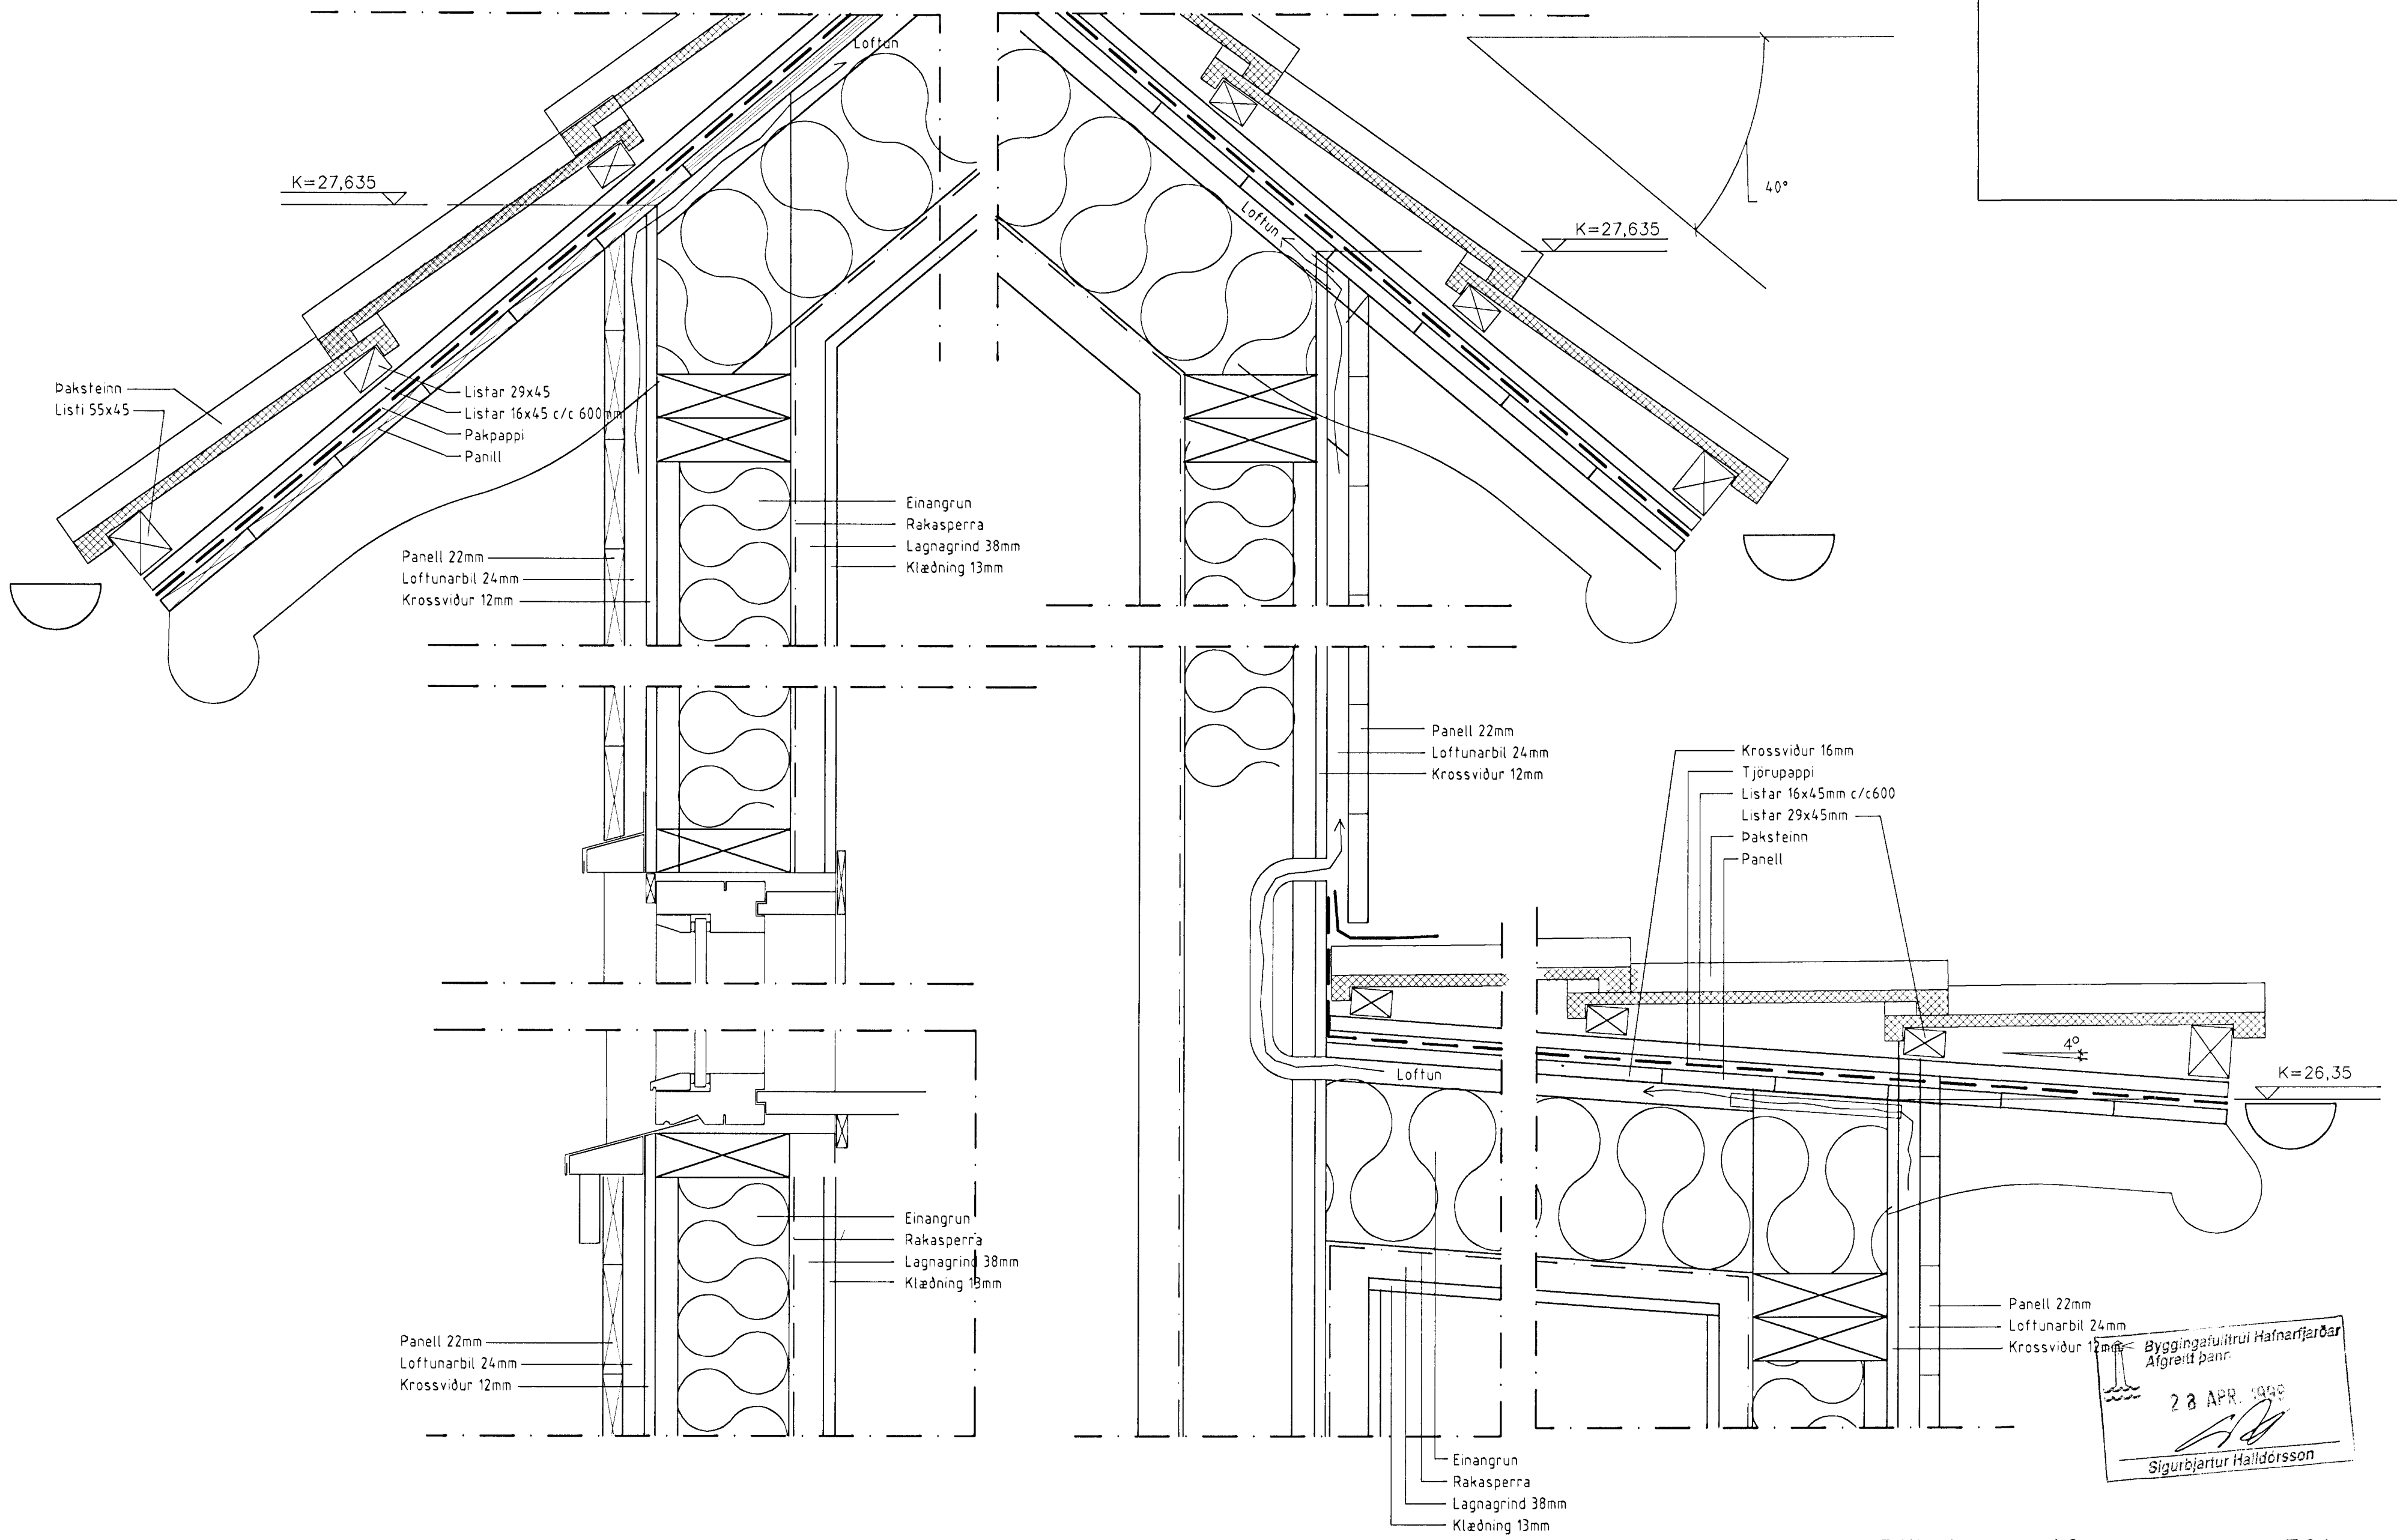 Loftun
K=27,635
40°
Loftun
K=27,635
Þaksteinn
Listi 55x45
Listar 29x45
Listar 16x45 c/c 600mm
Pakpappi
Panill
Einangrun
Rakasperra
Lagnagrind 38mm
Klæðning 13mm
Panell 22mm
Loftunarbil 24mm
Krossviður 12mm
Panell 22mm
Loftunarbil 24mm
Krossviður 12mm
Krossviður 16mm
Tjörupappi
Listar 16x45mm c/c600
Listar 29x45mm
Þaksteinn
Panell
4°
Loftun
K=26,35
Einangrun
Rakasperra
Lagnagrind 38mm
Klæðning 13mm
Panell 22mm
Loftunarbil 24mm
Krossviður 12mm
Panell 22mm
Loftunarbil 24mm
Krossviður 12mm
Byggingafulltrúi Hafnarfjarðar
Afgreitt þann
28 APR. 1999
Sigurbjartur Halldórsson
Einangrun
Rakasperra
Lagnagrind 38mm
Klæðning 13mm